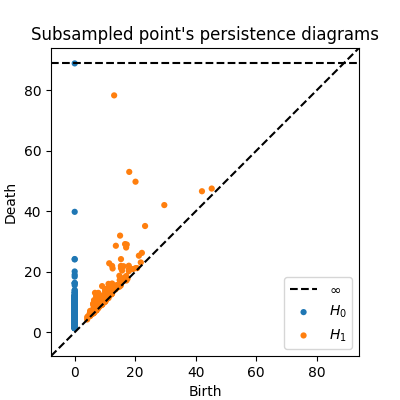 Subsampled point's persistence diagrams
80
60
40
20
0
Death
0 20 40 60 80
Birth
∞
H₀
H₁